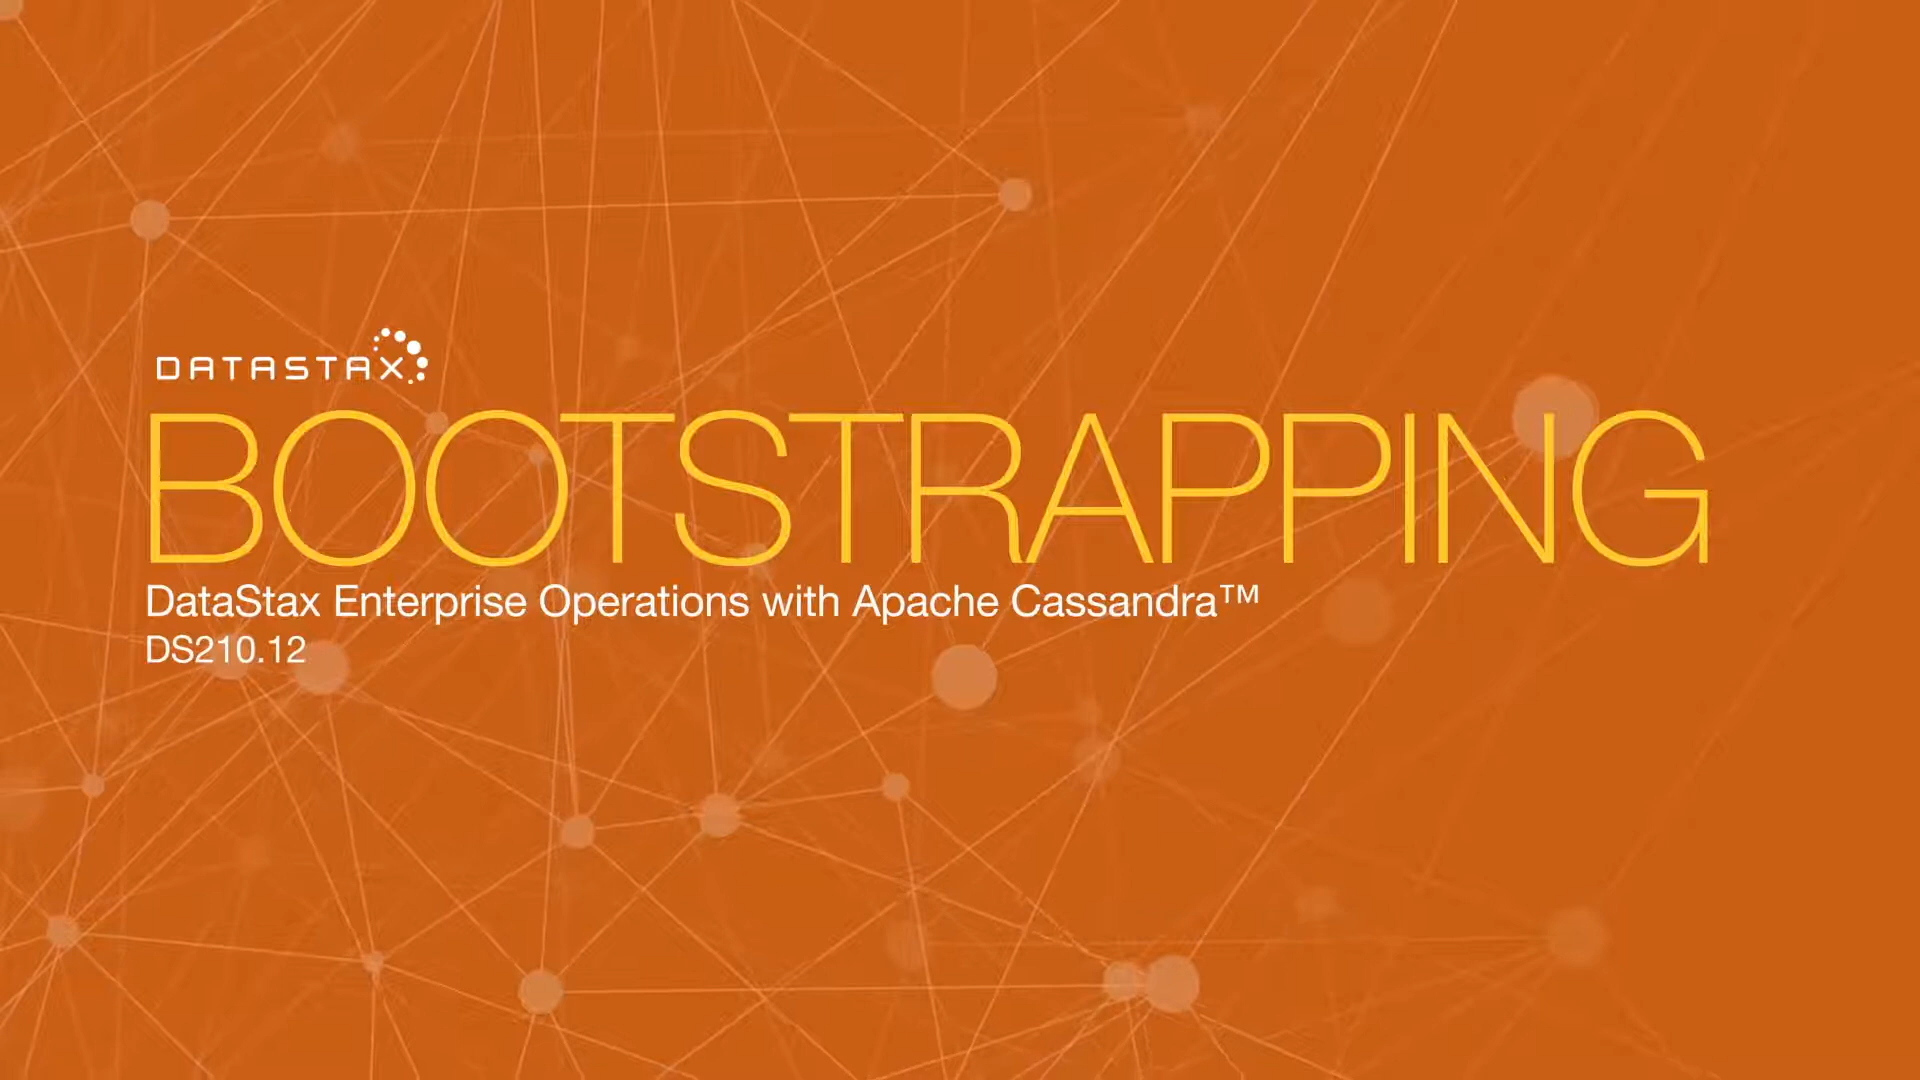 DATASTAX
BOOTSTRAPPING
DataStax Enterprise Operations with Apache Cassandra™
DS210.12